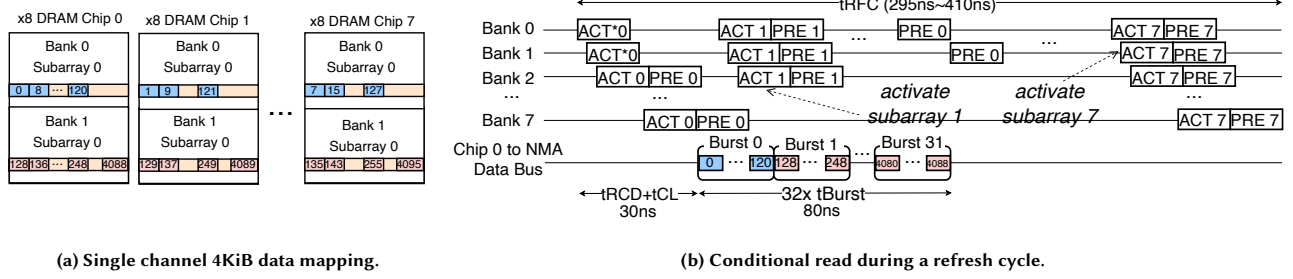 x8 DRAM Chip 0 x8 DRAM Chip 1 x8 DRAM Chip 7
Bank 0 Bank 0 Bank 0
Subarray 0 Subarray 0 Subarray 0
0 8 ... 120 1 9 121 7 15 127
...
Bank 1 Bank 1 Bank 1
Subarray 0 Subarray 0 Subarray 0
128 136 ... 248 4088 129 137 249 4089 135 143 255 4095
(a) Single channel 4KiB data mapping.
tRFC (295ns~410ns)
Bank 0 ACT*0 ACT 1 PRE 1 ... PRE 0 ... ACT 7 PRE 7
Bank 1 ACT*0 ACT 1 PRE 1 PRE 0 ACT 7 PRE 7
Bank 2 ACT 0 PRE 0 ACT 1 PRE 1 ACT 7 PRE 7
... ...
activate activate
subarray 1 subarray 7
Bank 7 ACT 0 PRE 0 ACT 7 PRE 7
Burst 0 Burst 1 Burst 31
Chip 0 to NMA
Data Bus
0 ... 120 128 ... 248 ... 4080 ... 4088
tRCD+tCL 32x tBurst
30ns 80ns
(b) Conditional read during a refresh cycle.